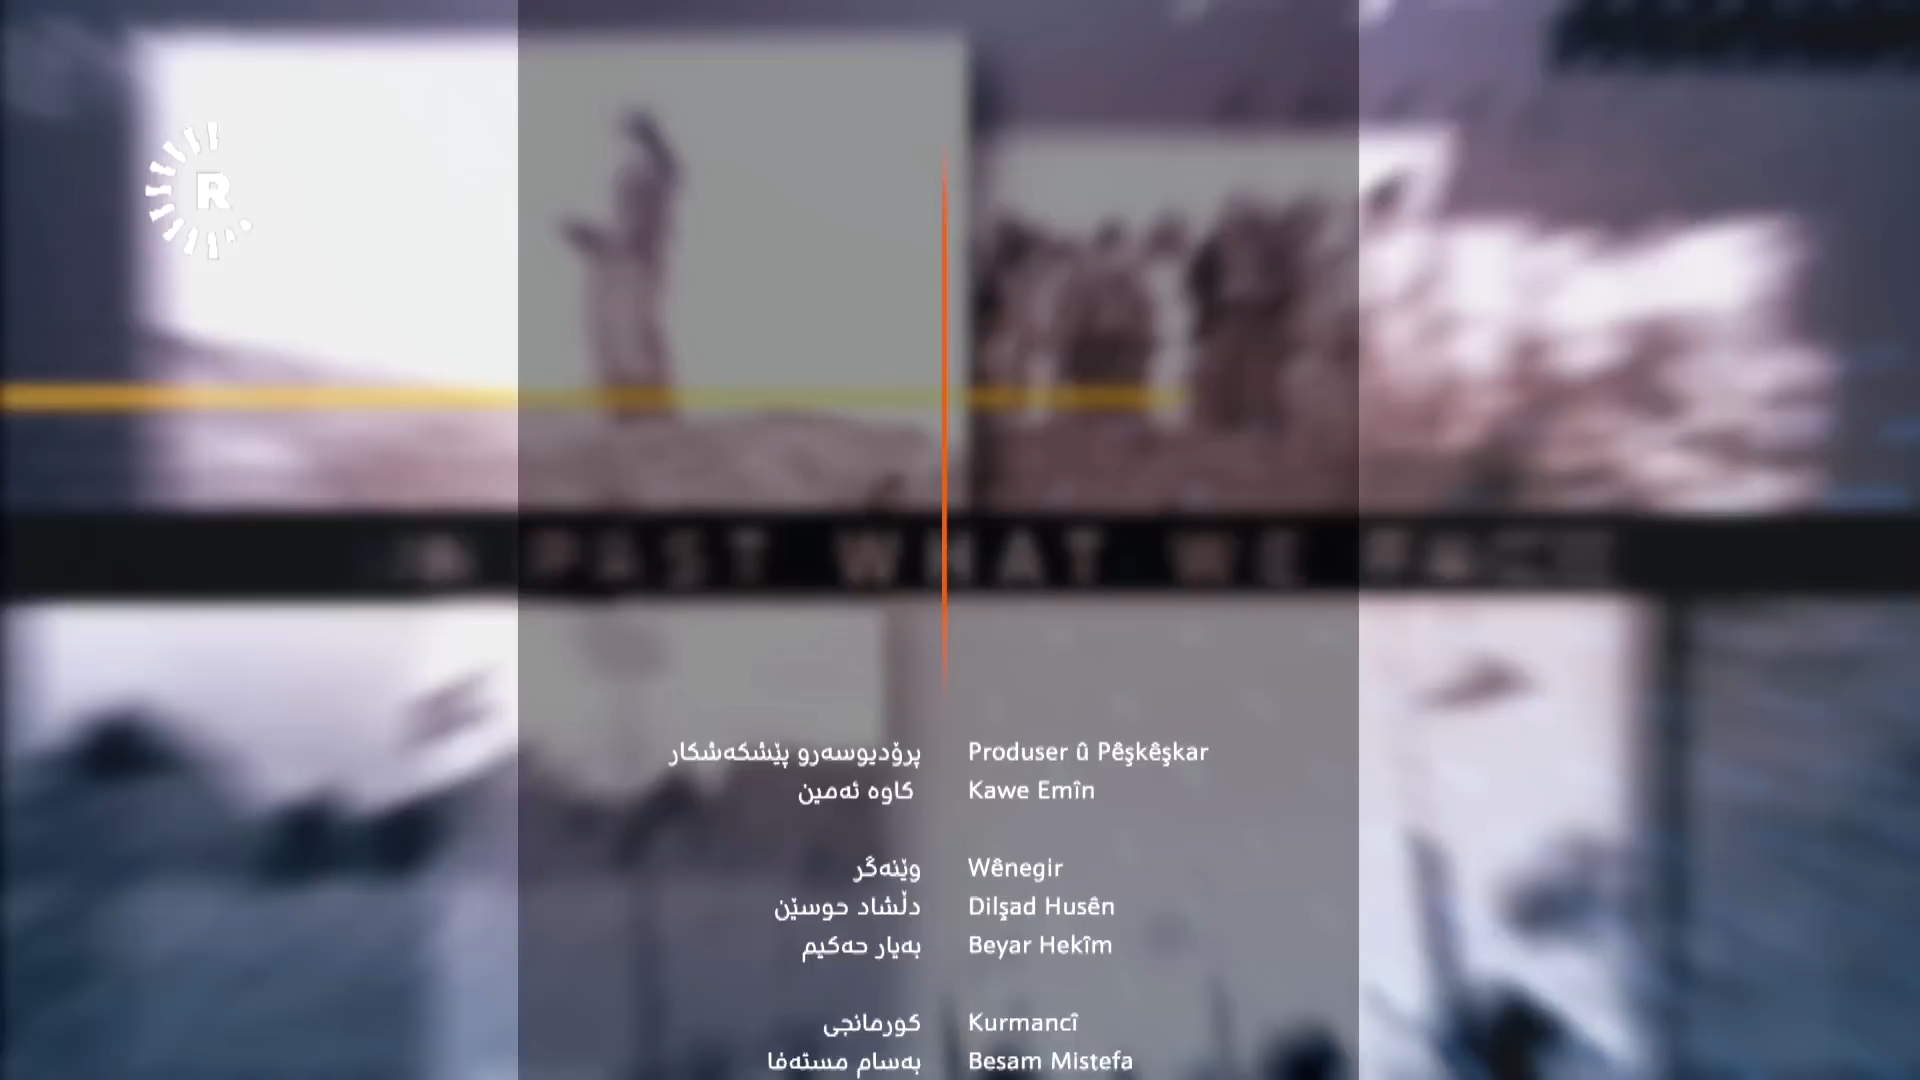 R
PAST WHAT WE FACE
پرۆدیوسەرو پێشکەشکار
Produser û Pêşkêşkar
کاوە ئەمین
Kawe Emîn
وێنەگر
Wênegir
دڵشاد حوسێن
Dilşad Husên
بەیار حەکیم
Beyar Hekîm
کورمانجی
Kurmancî
بەسام مستەفا
Besam Mistefa